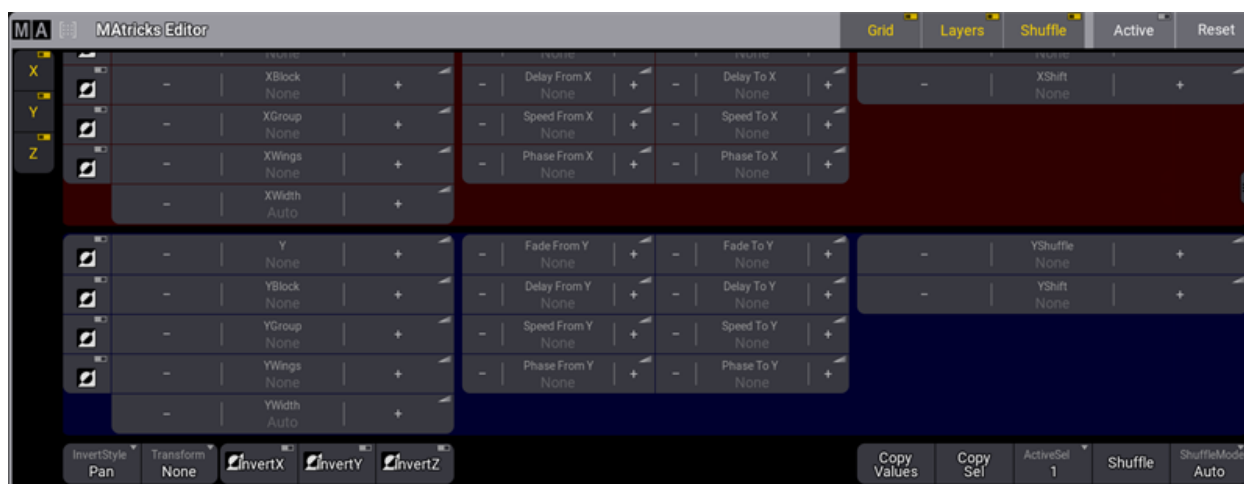 MA MAtricks Editor Grid Layers Shuffle Active Reset
X
Y
Z
XBlock
None
Delay From X
None
Delay To X
None
XShift
None
XGroup
None
Speed From X
None
Speed To X
None
XWings
None
Phase From X
None
Phase To X
None
XWidth
Auto
Y
None
Fade From Y
None
Fade To Y
None
YShuffle
None
YBlock
None
Delay From Y
None
Delay To Y
None
YShift
None
YGroup
None
Speed From Y
None
Speed To Y
None
YWings
None
Phase From Y
None
Phase To Y
None
YWidth
Auto
InvertStyle
Pan
Transform
None
InvertX
InvertY
InvertZ
Copy
Values
Copy
Sel
ActiveSel
1
Shuffle
ShuffleMode
Auto